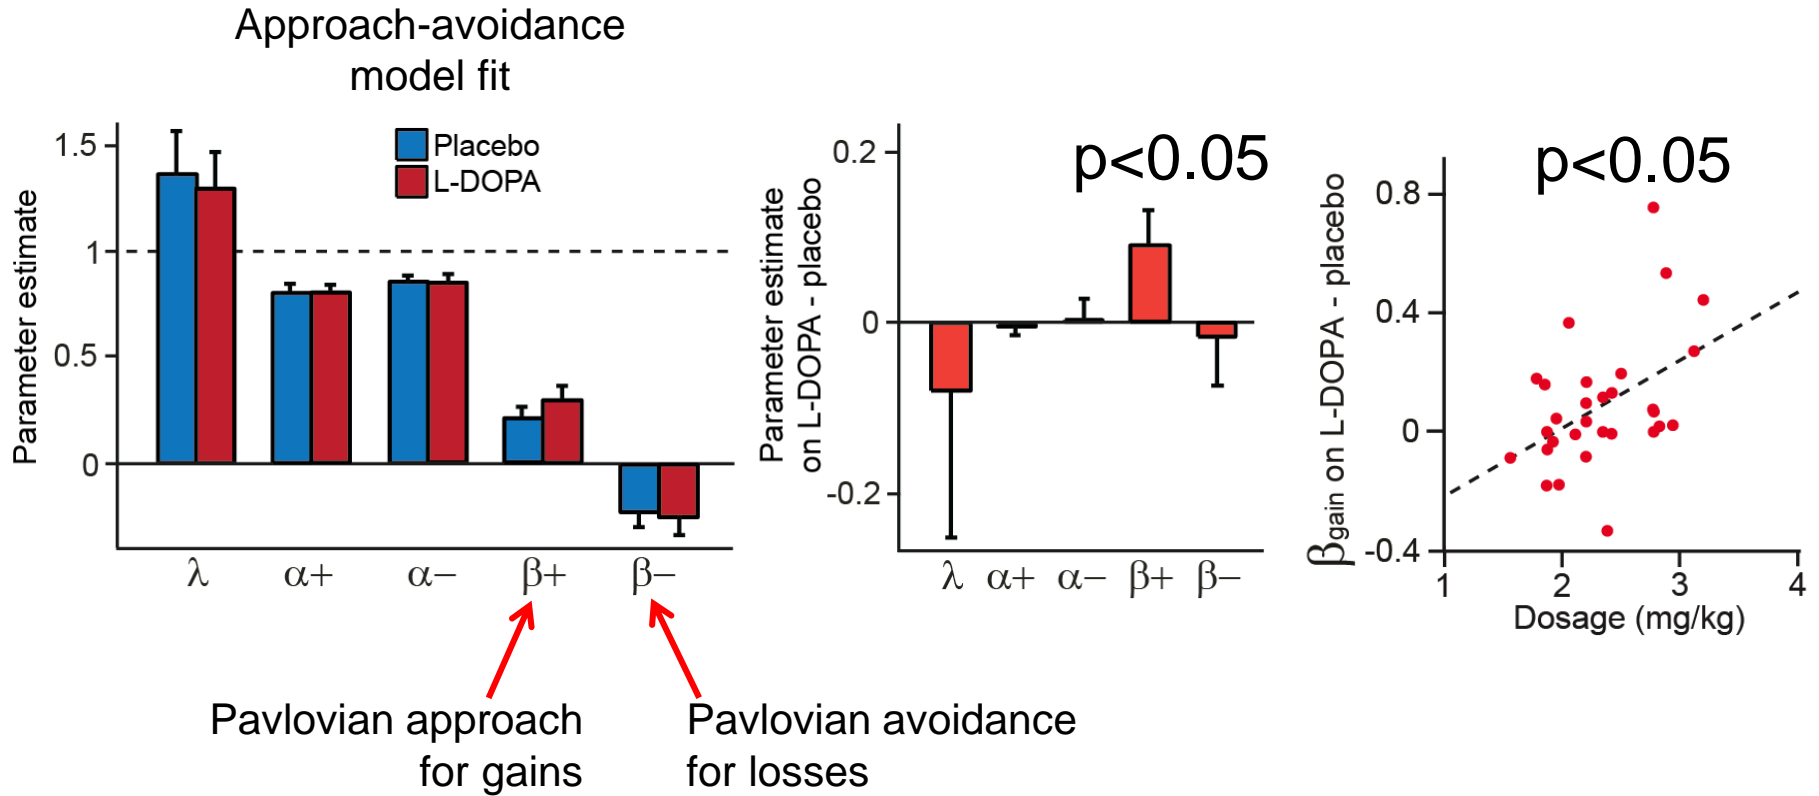 Approach-avoidance
model fit
Parameter estimate
1.5
1
0.5
0
Placebo
L-DOPA
λ α+ α− β+ β−
Pavlovian approach
for gains
Pavlovian avoidance
for losses
Parameter estimate
on L-DOPA - placebo
0.2
0
-0.2
p<0.05
λ α+ α− β+ β−
βgain on L-DOPA - placebo
0.8
0.4
0
-0.4
p<0.05
1 2 3 4
Dosage (mg/kg)